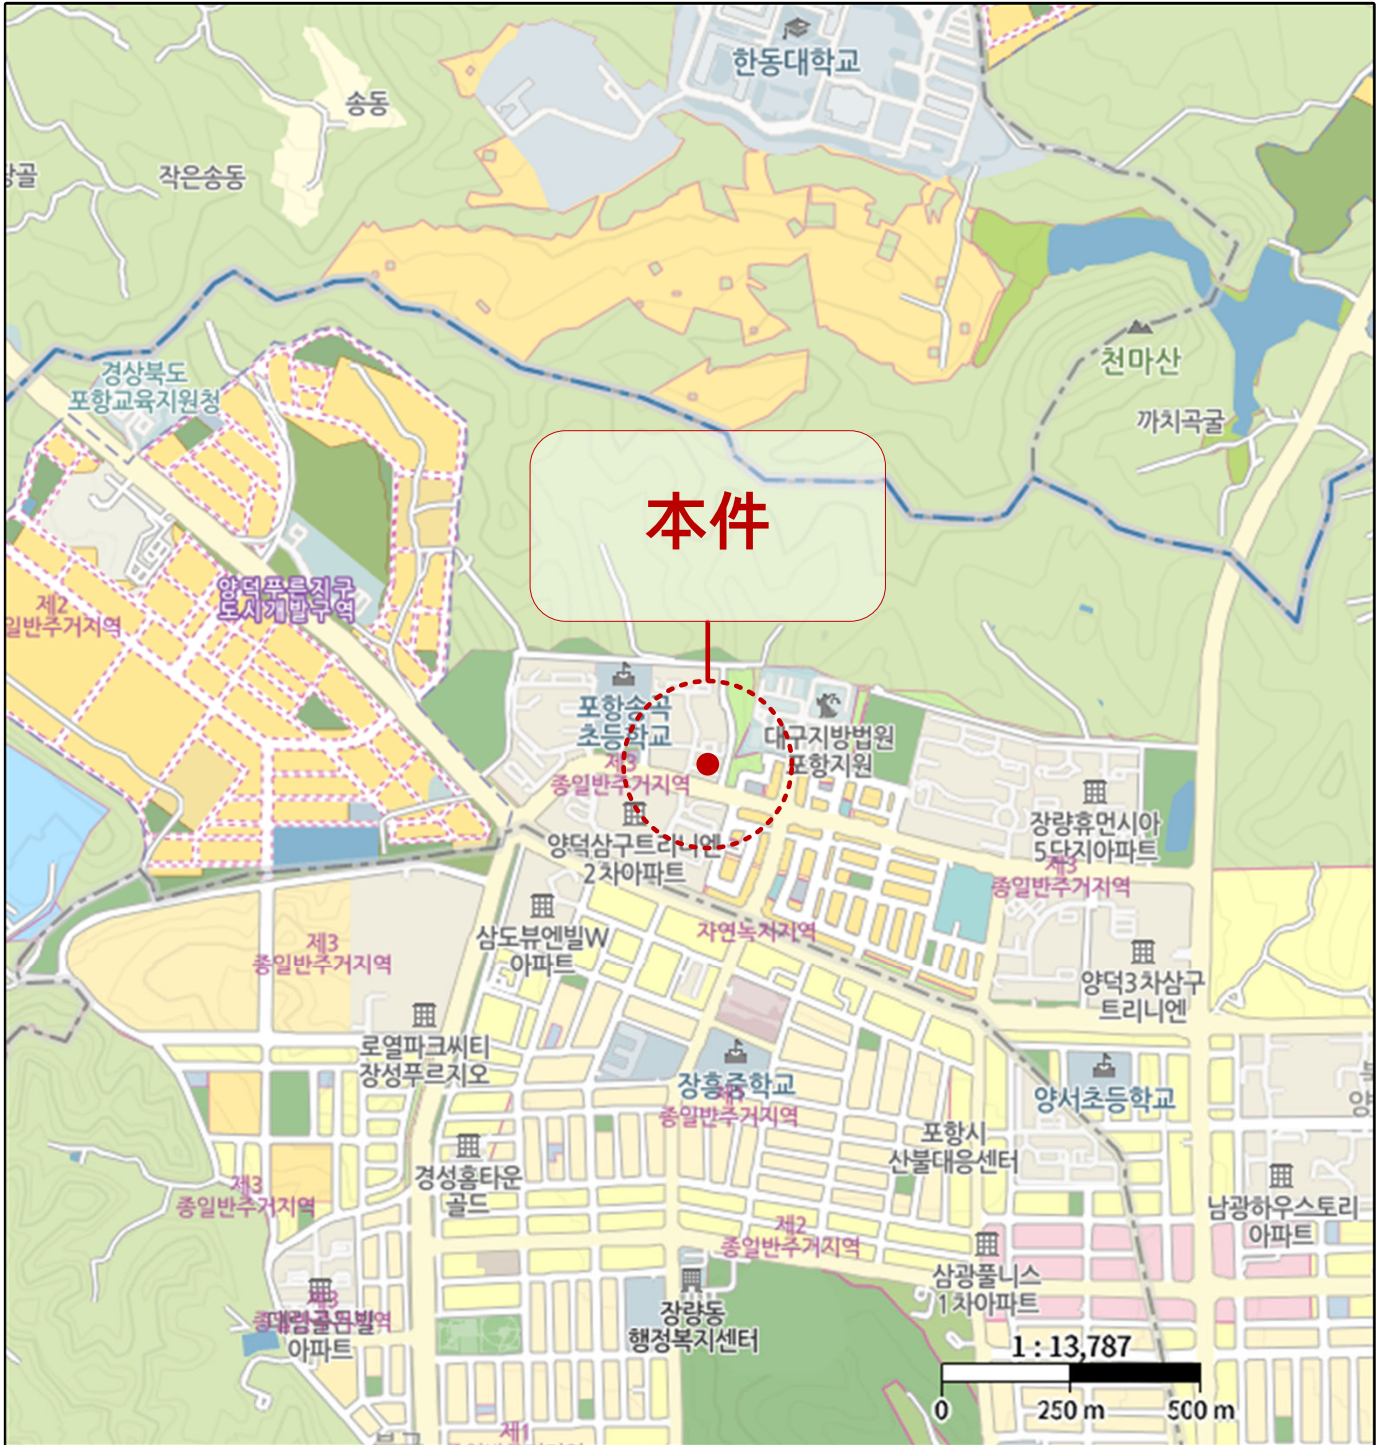 한동대학교
송동
작은송동
경상북도
포항교육지원청
천마산
까치곡굴
本件
양덕푸른지구
도시개발구역
제2
일반주거지역
포항송곡
초등학교
대구지방법원
포항지원
제3
종일반주거지역
양덕삼구트리니엔
2차아파트
장량휴먼시아
5단지아파트
제3
종일반주거지역
삼도뷰엔빌W
아파트
자연녹지지역
제3
종일반주거지역
양덕3차삼구
트리니엔
로열파크씨티
장성푸르지오
장흥중학교
종일반주거지역
양서초등학교
포항시
산불대응센터
경성홈타운
골드
제3
종일반주거지역
남광하우스토리
아파트
제2
종일반주거지역
삼광풀니스
1차아파트
장량동
행정복지센터
아파트
1 : 13,787
0 250 m 500 m
제1